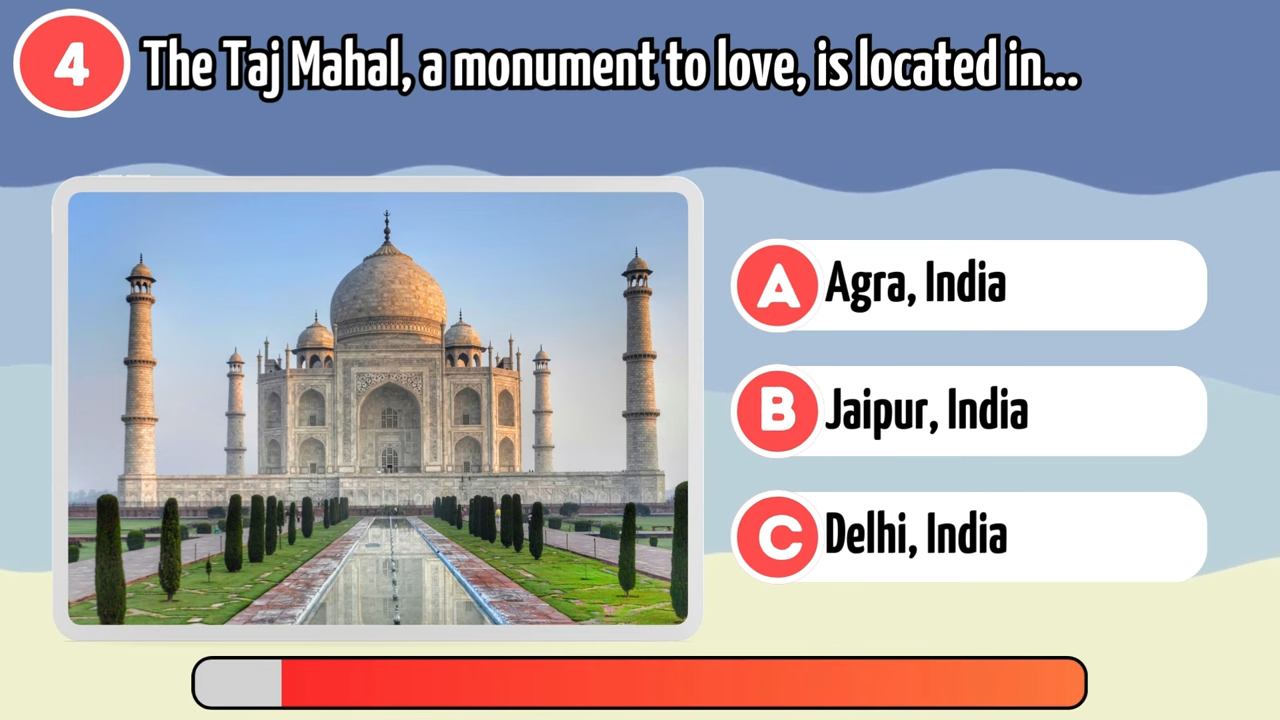 4
The Taj Mahal, a monument to love, is located in...
A
Agra, India
B
Jaipur, India
C
Delhi, India